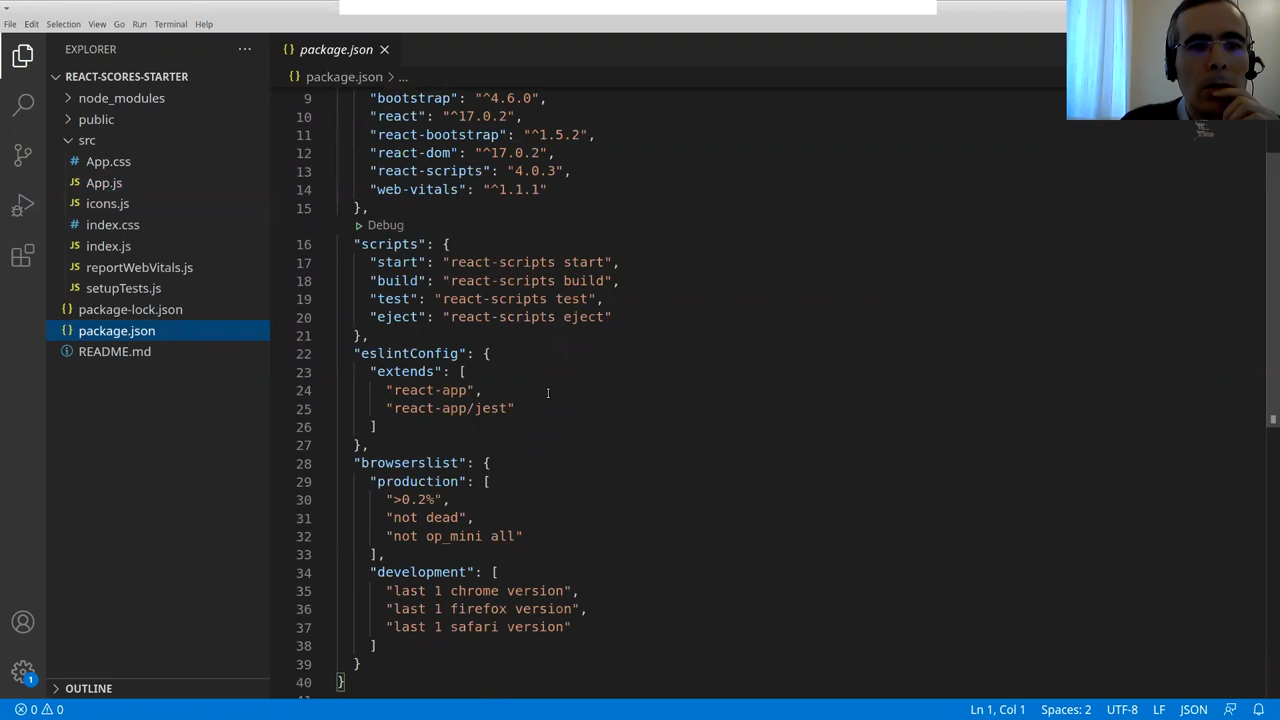 File Edit Selection View Go Run Terminal Help
EXPLORER
REACT-SCORES-STARTER
node_modules
public
src
App.css
JS App.js
JS icons.js
index.css
JS index.js
JS reportWebVitals.js
JS setupTests.js
{} package-lock.json
{} package.json
README.md
OUTLINE
1
{} package.json
{} package.json > ...
9 "bootstrap": "^4.6.0",
10 "react": "^17.0.2",
11 "react-bootstrap": "^1.5.2",
12 "react-dom": "^17.0.2",
13 "react-scripts": "4.0.3",
14 "web-vitals": "^1.1.1"
15 },
Debug
16 "scripts": {
17 "start": "react-scripts start",
18 "build": "react-scripts build",
19 "test": "react-scripts test",
20 "eject": "react-scripts eject"
21 },
22 "eslintConfig": {
23 "extends": [
24 "react-app",
25 "react-app/jest"
26 ]
27 },
28 "browserslist": {
29 "production": [
30 ">0.2%",
31 "not dead",
32 "not op_mini all"
33 ],
34 "development": [
35 "last 1 chrome version",
36 "last 1 firefox version",
37 "last 1 safari version"
38 ]
39 }
40 }
0 0 Ln 1, Col 1 Spaces: 2 UTF-8 LF JSON